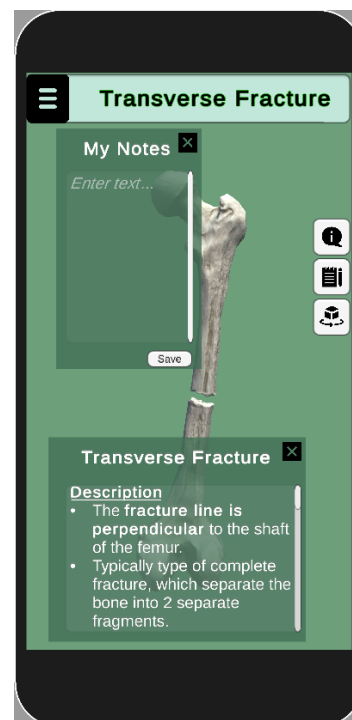 Transverse Fracture
My Notes
Enter text...
Save
Transverse Fracture
Description
• The fracture line is
perpendicular to the shaft
of the femur.
• Typically type of complete
fracture, which separate the
bone into 2 separate
fragments.